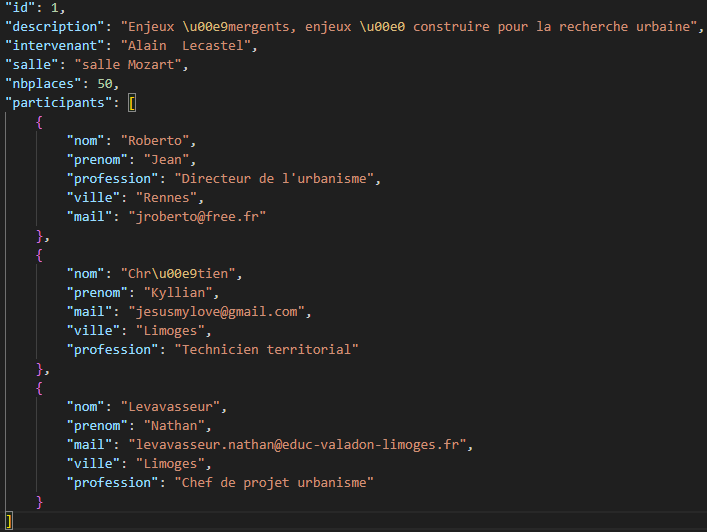 "id": 1,
"description": "Enjeux \u00e9mergents, enjeux \u00e0 construire pour la recherche urbaine",
"intervenant": "Alain  Lecastel",
"salle": "salle Mozart",
"nbplaces": 50,
"participants": [
{
"nom": "Roberto",
"prenom": "Jean",
"profession": "Directeur de l'urbanisme",
"ville": "Rennes",
"mail": "jroberto@free.fr"
},
{
"nom": "Chr\u00e9tien",
"prenom": "Kyllian",
"mail": "jesusmylove@gmail.com",
"ville": "Limoges",
"profession": "Technicien territorial"
},
{
"nom": "Levavasseur",
"prenom": "Nathan",
"mail": "levavasseur.nathan@educ-valadon-limoges.fr",
"ville": "Limoges",
"profession": "Chef de projet urbanisme"
}
]